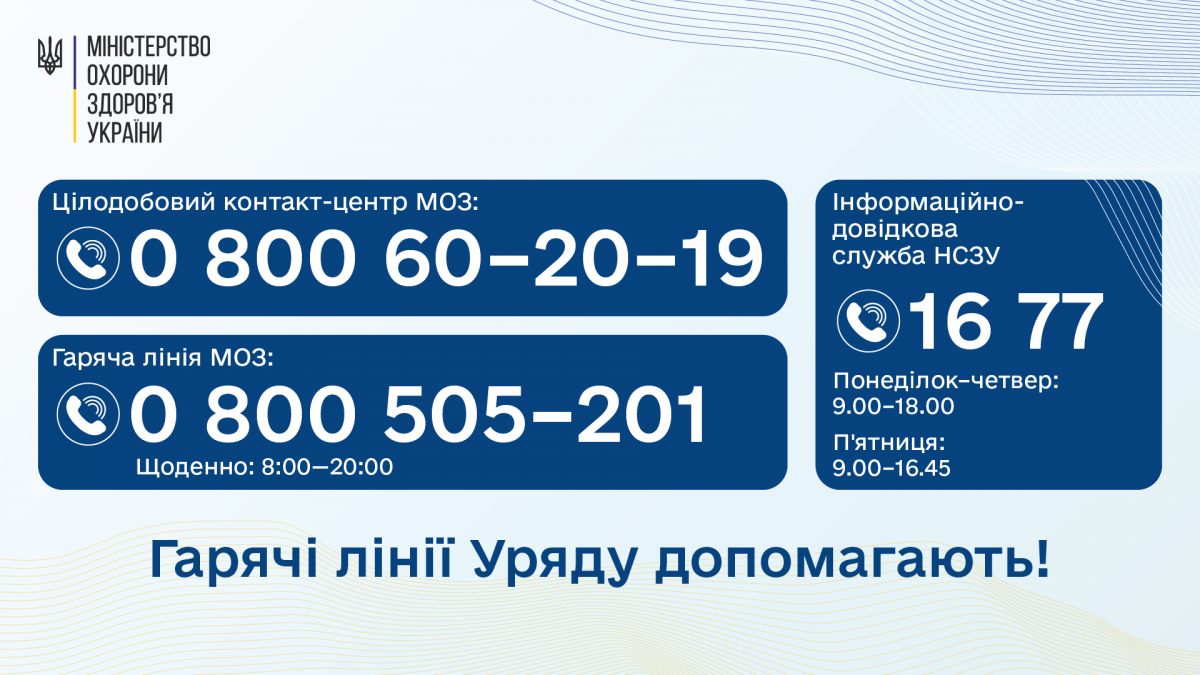 МІНІСТЕРСТВО
ОХОРОНИ
ЗДОРОВ'Я
УКРАЇНИ
Цілодобовий контакт-центр МОЗ:
0 800 60–20–19
Гаряча лінія МОЗ:
0 800 505–201
Щоденно: 8:00—20:00
Інформаційно-
довідкова
служба НСЗУ
16 77
Понеділок–четвер:
9.00–18.00
П'ятниця:
9.00–16.45
Гарячі лінії Уряду допомагають!